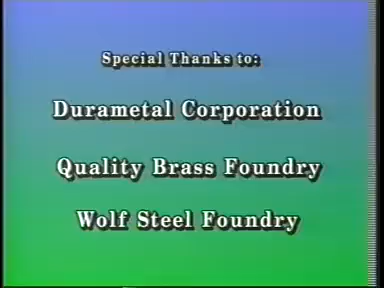 Special Thanks to:
Durametal Corporation
Quality Brass Foundry
Wolf Steel Foundry